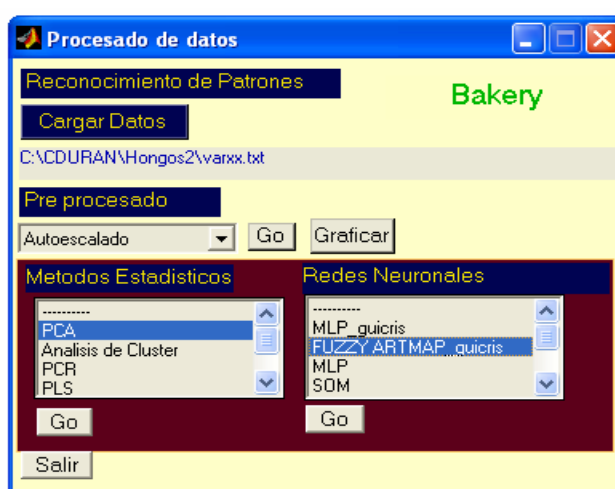 Procesado de datos
Reconocimiento de Patrones
Bakery
Cargar Datos
C:\CDURAN\Hongos2\varxx.txt
Pre procesado
Autoescalado
Go
Graficar
Metodos Estadisticos
----------
PCA
Analisis de Cluster
PCR
PLS
Go
Redes Neuronales
----------
MLP_guicris
FUZZY ARTMAP_guicris
MLP
SOM
Go
Salir